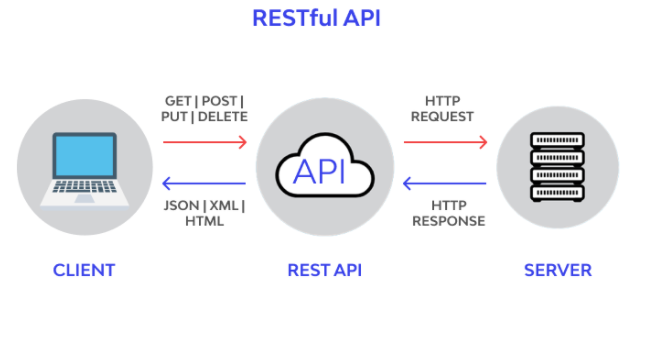 RESTful API
GET | POST |
PUT | DELETE
HTTP
REQUEST
API
JSON | XML |
HTML
HTTP
RESPONSE
CLIENT
REST API
SERVER